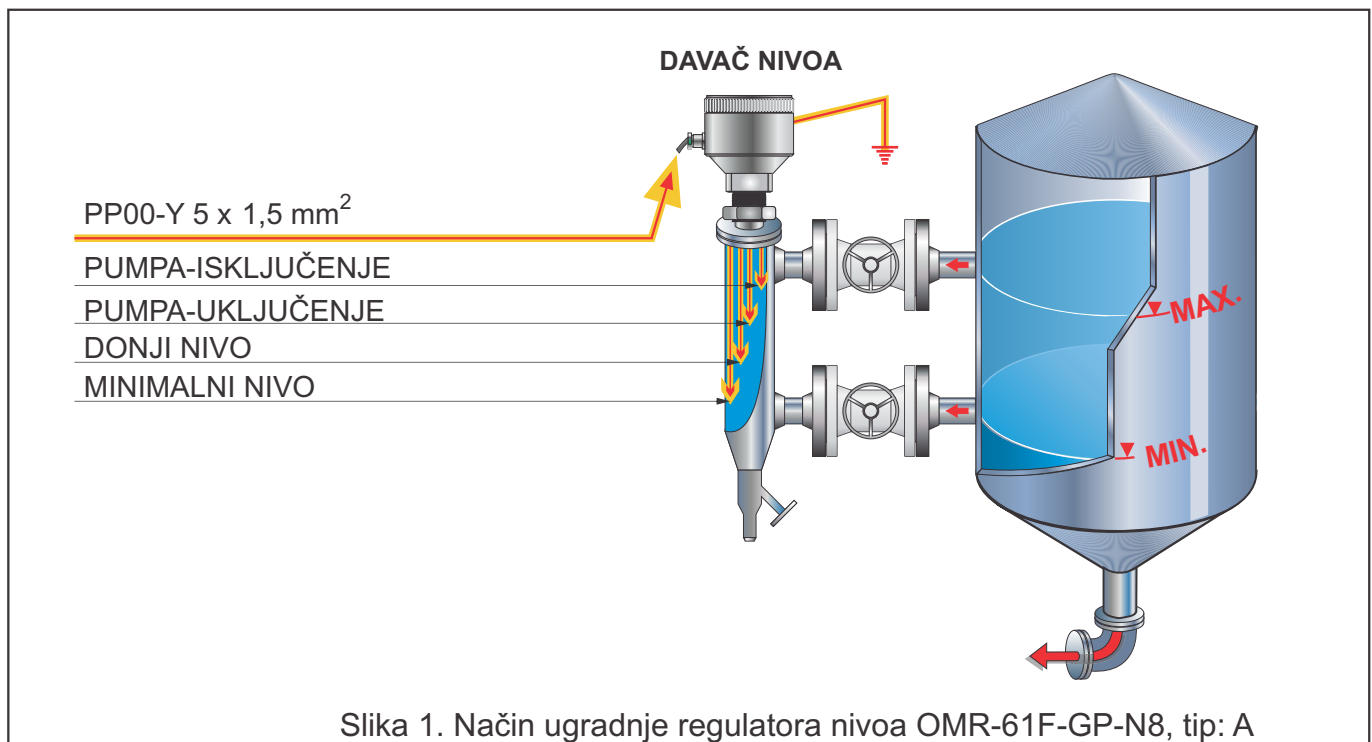 DAVAČ NIVOA
PP00-Y 5 x 1,5 mm²
PUMPA-ISKLJUČENJE
PUMPA-UKLJUČENJE
DONJI NIVO
MINIMALNI NIVO
MAX.
MIN.
Slika 1. Način ugradnje regulatora nivoa OMR-61F-GP-N8, tip: A